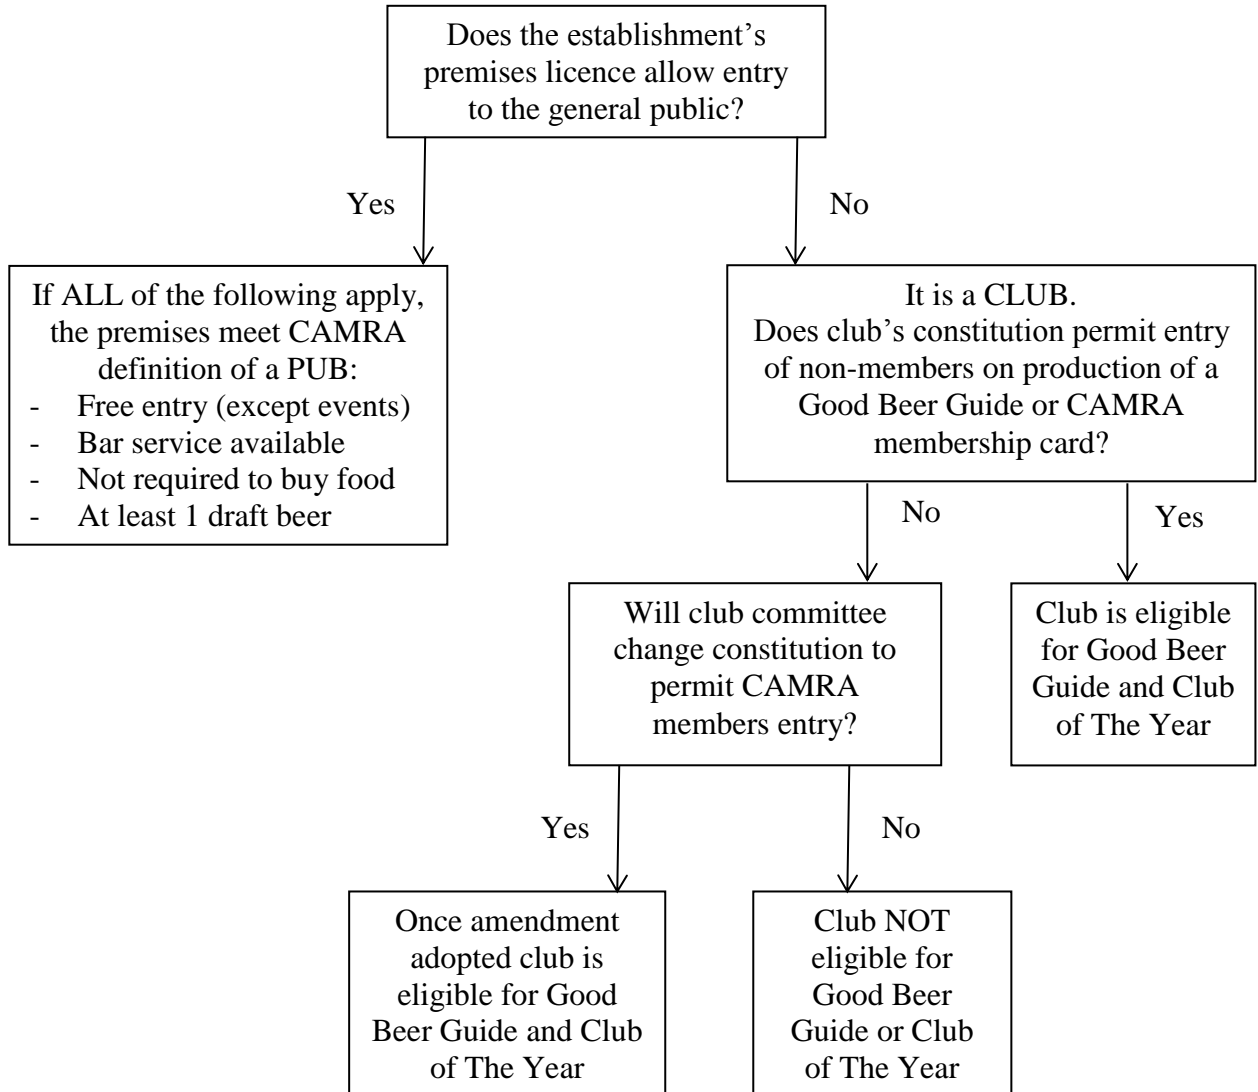 Does the establishment’s
premises licence allow entry
to the general public?
Yes
No
If ALL of the following apply,
the premises meet CAMRA
definition of a PUB:
- Free entry (except events)
- Bar service available
- Not required to buy food
- At least 1 draft beer
It is a CLUB.
Does club’s constitution permit entry
of non-members on production of a
Good Beer Guide or CAMRA
membership card?
No
Yes
Will club committee
change constitution to
permit CAMRA
members entry?
Club is eligible
for Good Beer
Guide and Club
of The Year
Yes
No
Once amendment
adopted club is
eligible for Good
Beer Guide and Club
of The Year
Club NOT
eligible for
Good Beer
Guide or Club
of The Year